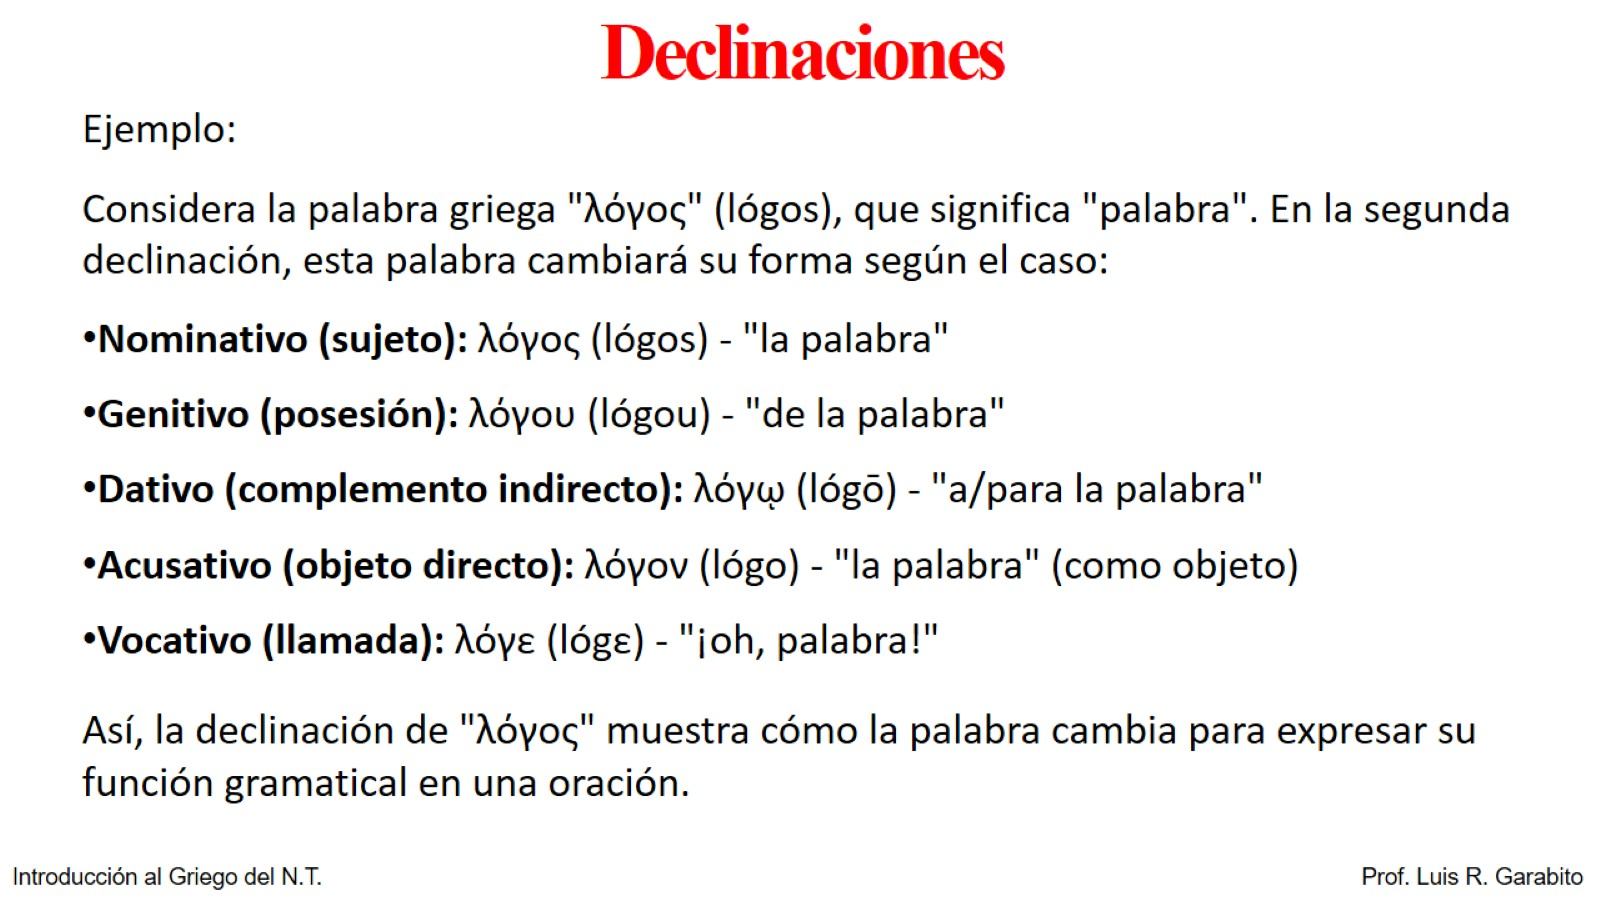 Declinaciones
Ejemplo:
Considera la palabra griega "λόγος" (lógos), que significa "palabra". En la segunda
declinación, esta palabra cambiará su forma según el caso:
•Nominativo (sujeto): λόγος (lógos) - "la palabra"
•Genitivo (posesión): λόγου (lógou) - "de la palabra"
•Dativo (complemento indirecto): λόγῳ (lógō) - "a/para la palabra"
•Acusativo (objeto directo): λόγον (lógo) - "la palabra" (como objeto)
•Vocativo (llamada): λόγε (lógε) - "¡oh, palabra!"
Así, la declinación de "λόγος" muestra cómo la palabra cambia para expresar su
función gramatical en una oración.
Introducción al Griego del N.T.
Prof. Luis R. Garabito